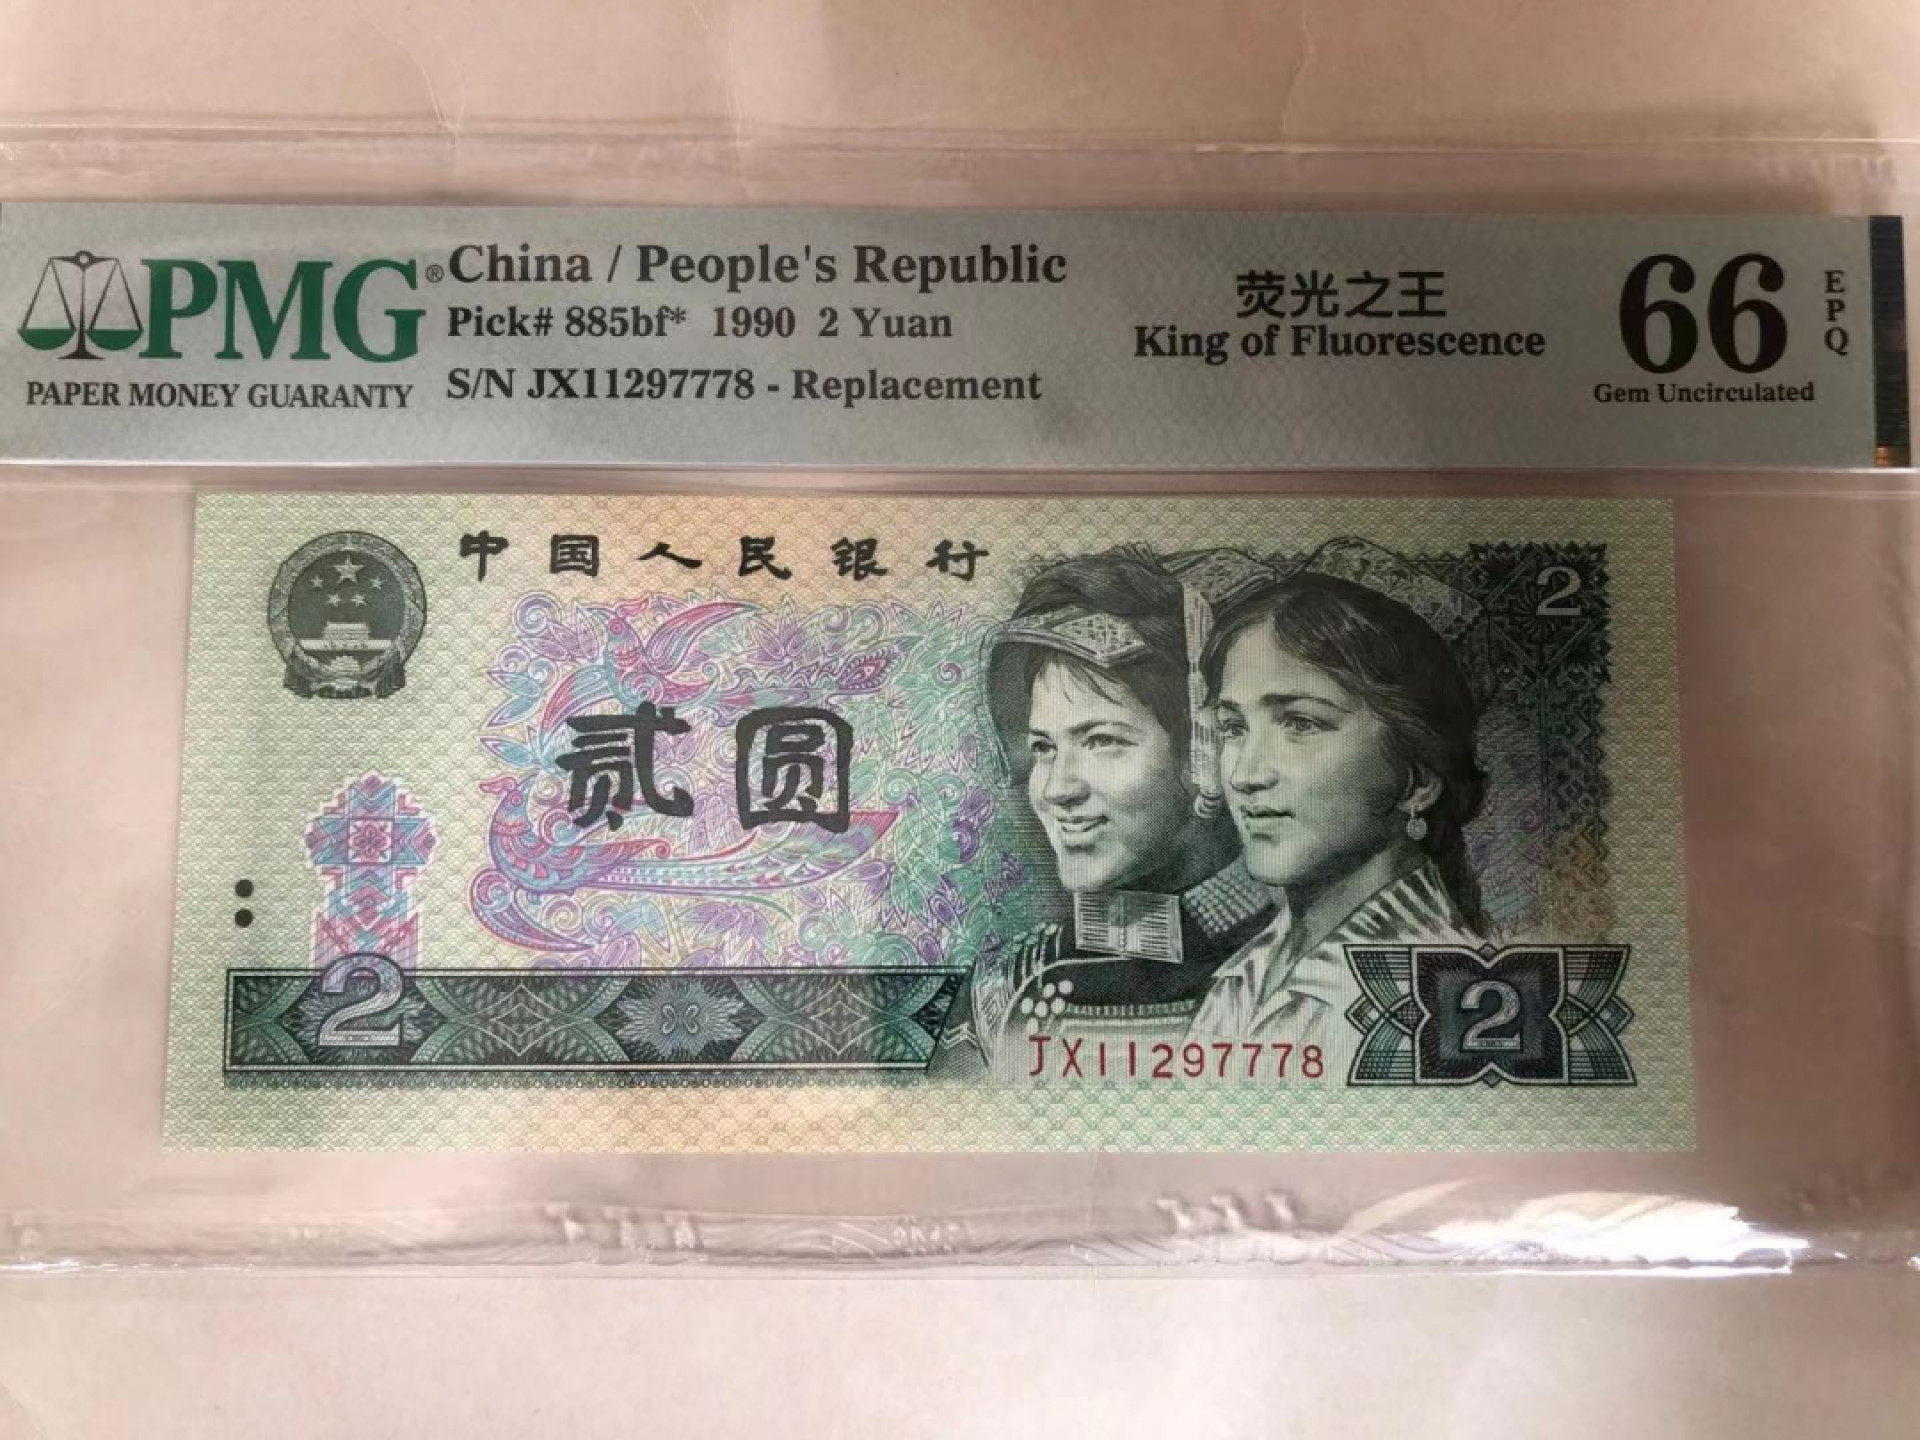 PMG®
PAPER MONEY GUARANTY
China / People's Republic
Pick# 885bf* 1990 2 Yuan
S/N JX11297778 - Replacement
荧光之王
King of Fluorescence
66
EPQ
Gem Uncirculated
中国人民银行
2
贰圆
2
JX11297778
2